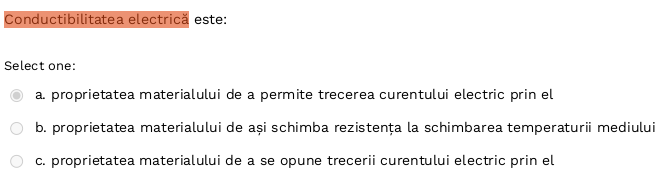 Conductibilitatea electrică este:
Select one:
a. proprietatea materialului de a permite trecerea curentului electric prin el
b. proprietatea materialului de ași schimba rezistența la schimbarea temperaturii mediului
c. proprietatea materialului de a se opune trecerii curentului electric prin el